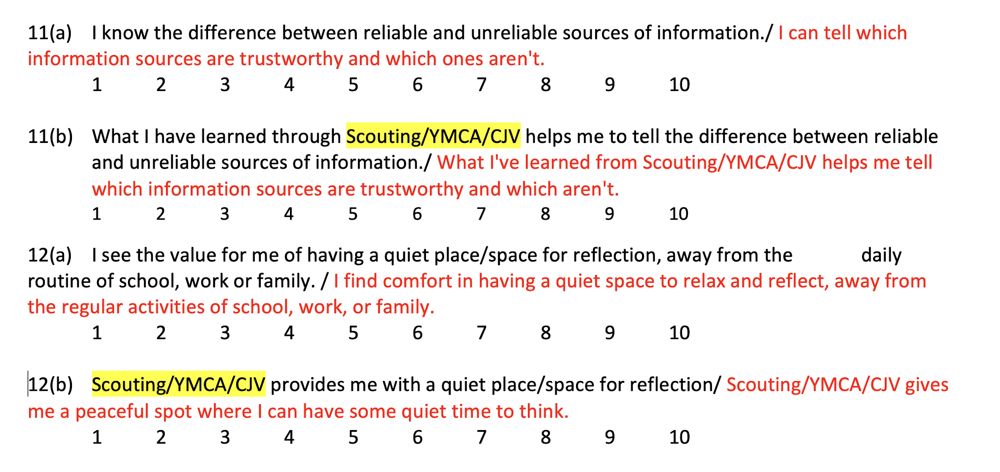 11(a) I know the difference between reliable and unreliable sources of information./ I can tell which
information sources are trustworthy and which ones aren't.
1 2 3 4 5 6 7 8 9 10
11(b) What I have learned through Scouting/YMCA/CJV helps me to tell the difference between reliable
and unreliable sources of information./ What I've learned from Scouting/YMCA/CJV helps me tell
which information sources are trustworthy and which aren't.
1 2 3 4 5 6 7 8 9 10
12(a) I see the value for me of having a quiet place/space for reflection, away from the daily
routine of school, work or family. / I find comfort in having a quiet space to relax and reflect, away from
the regular activities of school, work, or family.
1 2 3 4 5 6 7 8 9 10
12(b) Scouting/YMCA/CJV provides me with a quiet place/space for reflection/ Scouting/YMCA/CJV gives
me a peaceful spot where I can have some quiet time to think.
1 2 3 4 5 6 7 8 9 10